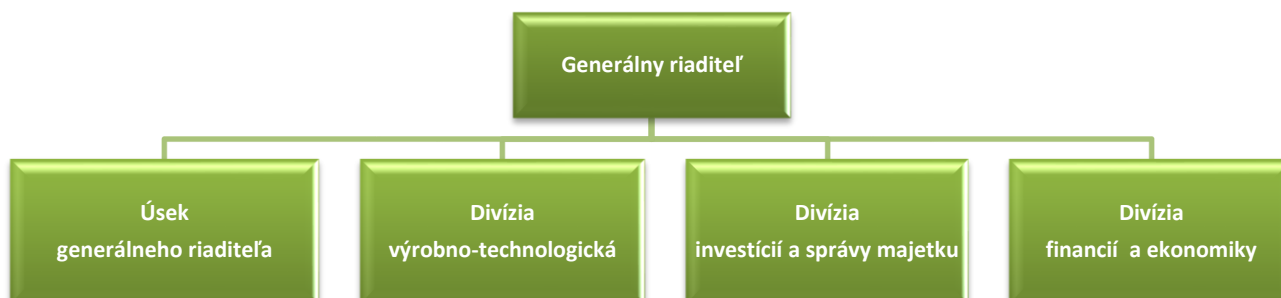 Generálny riaditeľ
Úsek
generálneho riaditeľa
Divízia
výrobno-technologická
Divízia
investícií a správy majetku
Divízia
financií a ekonomiky